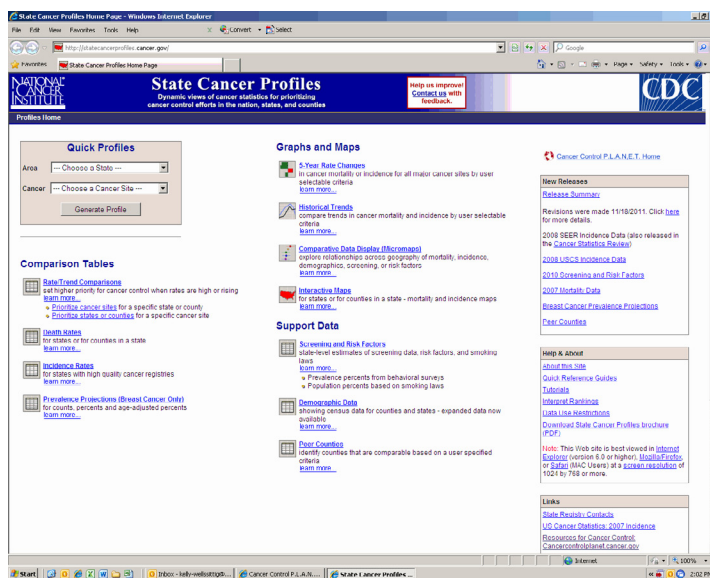 State Cancer Profiles Home Page - Windows Internet Explorer
File Edit View Favorites Tools Help
Convert Select
http://statecancerprofiles.cancer.gov/
Google
Favorites State Cancer Profiles Home Page
Page Safety Tools
NATIONAL CANCER INSTITUTE
State Cancer Profiles
Dynamic views of cancer statistics for prioritizing
cancer control efforts in the nation, states, and counties
Help us improve!
Contact us with
feedback.
CDC
Profiles Home
Quick Profiles
Area --- Choose a State ---
Cancer --- Choose a Cancer Site ---
Generate Profile
Comparison Tables
Rate/Trend Comparisons
set higher priority for cancer control when rates are high or rising
learn more...
Prioritize cancer sites for a specific state or county
Prioritize states or counties for a specific cancer site
Death Rates
for states or for counties in a state
learn more...
Incidence Rates
for states with high quality cancer registries
learn more...
Prevalence Projections (Breast Cancer Only)
for counts, percents and age-adjusted percents
learn more...
Graphs and Maps
5-Year Rate Changes
in cancer mortality or incidence for all major cancer sites by user
selectable criteria
learn more...
Historical Trends
compare trends in cancer mortality and incidence by user selectable
criteria
learn more...
Comparative Data Display (Micromaps)
explore relationships across geography of mortality, incidence,
demographics, screening, or risk factors
learn more...
Interactive Maps
for states or for counties in a state - mortality and incidence maps
learn more...
Support Data
Screening and Risk Factors
state-level estimates of screening data, risk factors, and smoking
laws
learn more...
Prevalence percents from behavioral surveys
Population percents based on smoking laws
Demographic Data
showing census data for counties and states - expanded data now
available
learn more...
Peer Counties
identify counties that are comparable based on a user specified
criteria
learn more...
Cancer Control P.L.A.N.E.T. Home
New Releases
Release Summary
Revisions were made 11/18/2011. Click here
for more details.
2008 SEER Incidence Data (also released in
the Cancer Statistics Review)
2008 USCS Incidence Data
2010 Screening and Risk Factors
2007 Mortality Data
Breast Cancer Prevalence Projections
Peer Counties
Help & About
About this Site
Quick Reference Guides
Tutorials
Interpret Rankings
Data Use Restrictions
Download State Cancer Profiles brochure
(PDF)
Note: This Web site is best viewed in Internet
Explorer (version 6.0 or higher), Mozilla/Firefox,
or Safari (MAC Users) at a screen resolution of
1024 by 768 or more.
Links
State Registry Contacts
US Cancer Statistics: 2007 Incidence
Resources for Cancer Control:
Cancercontrolplanet.cancer.gov
Internet 100%
Start Cancer Control P.L.A.N.... State Cancer Profiles ... 2:02 PM